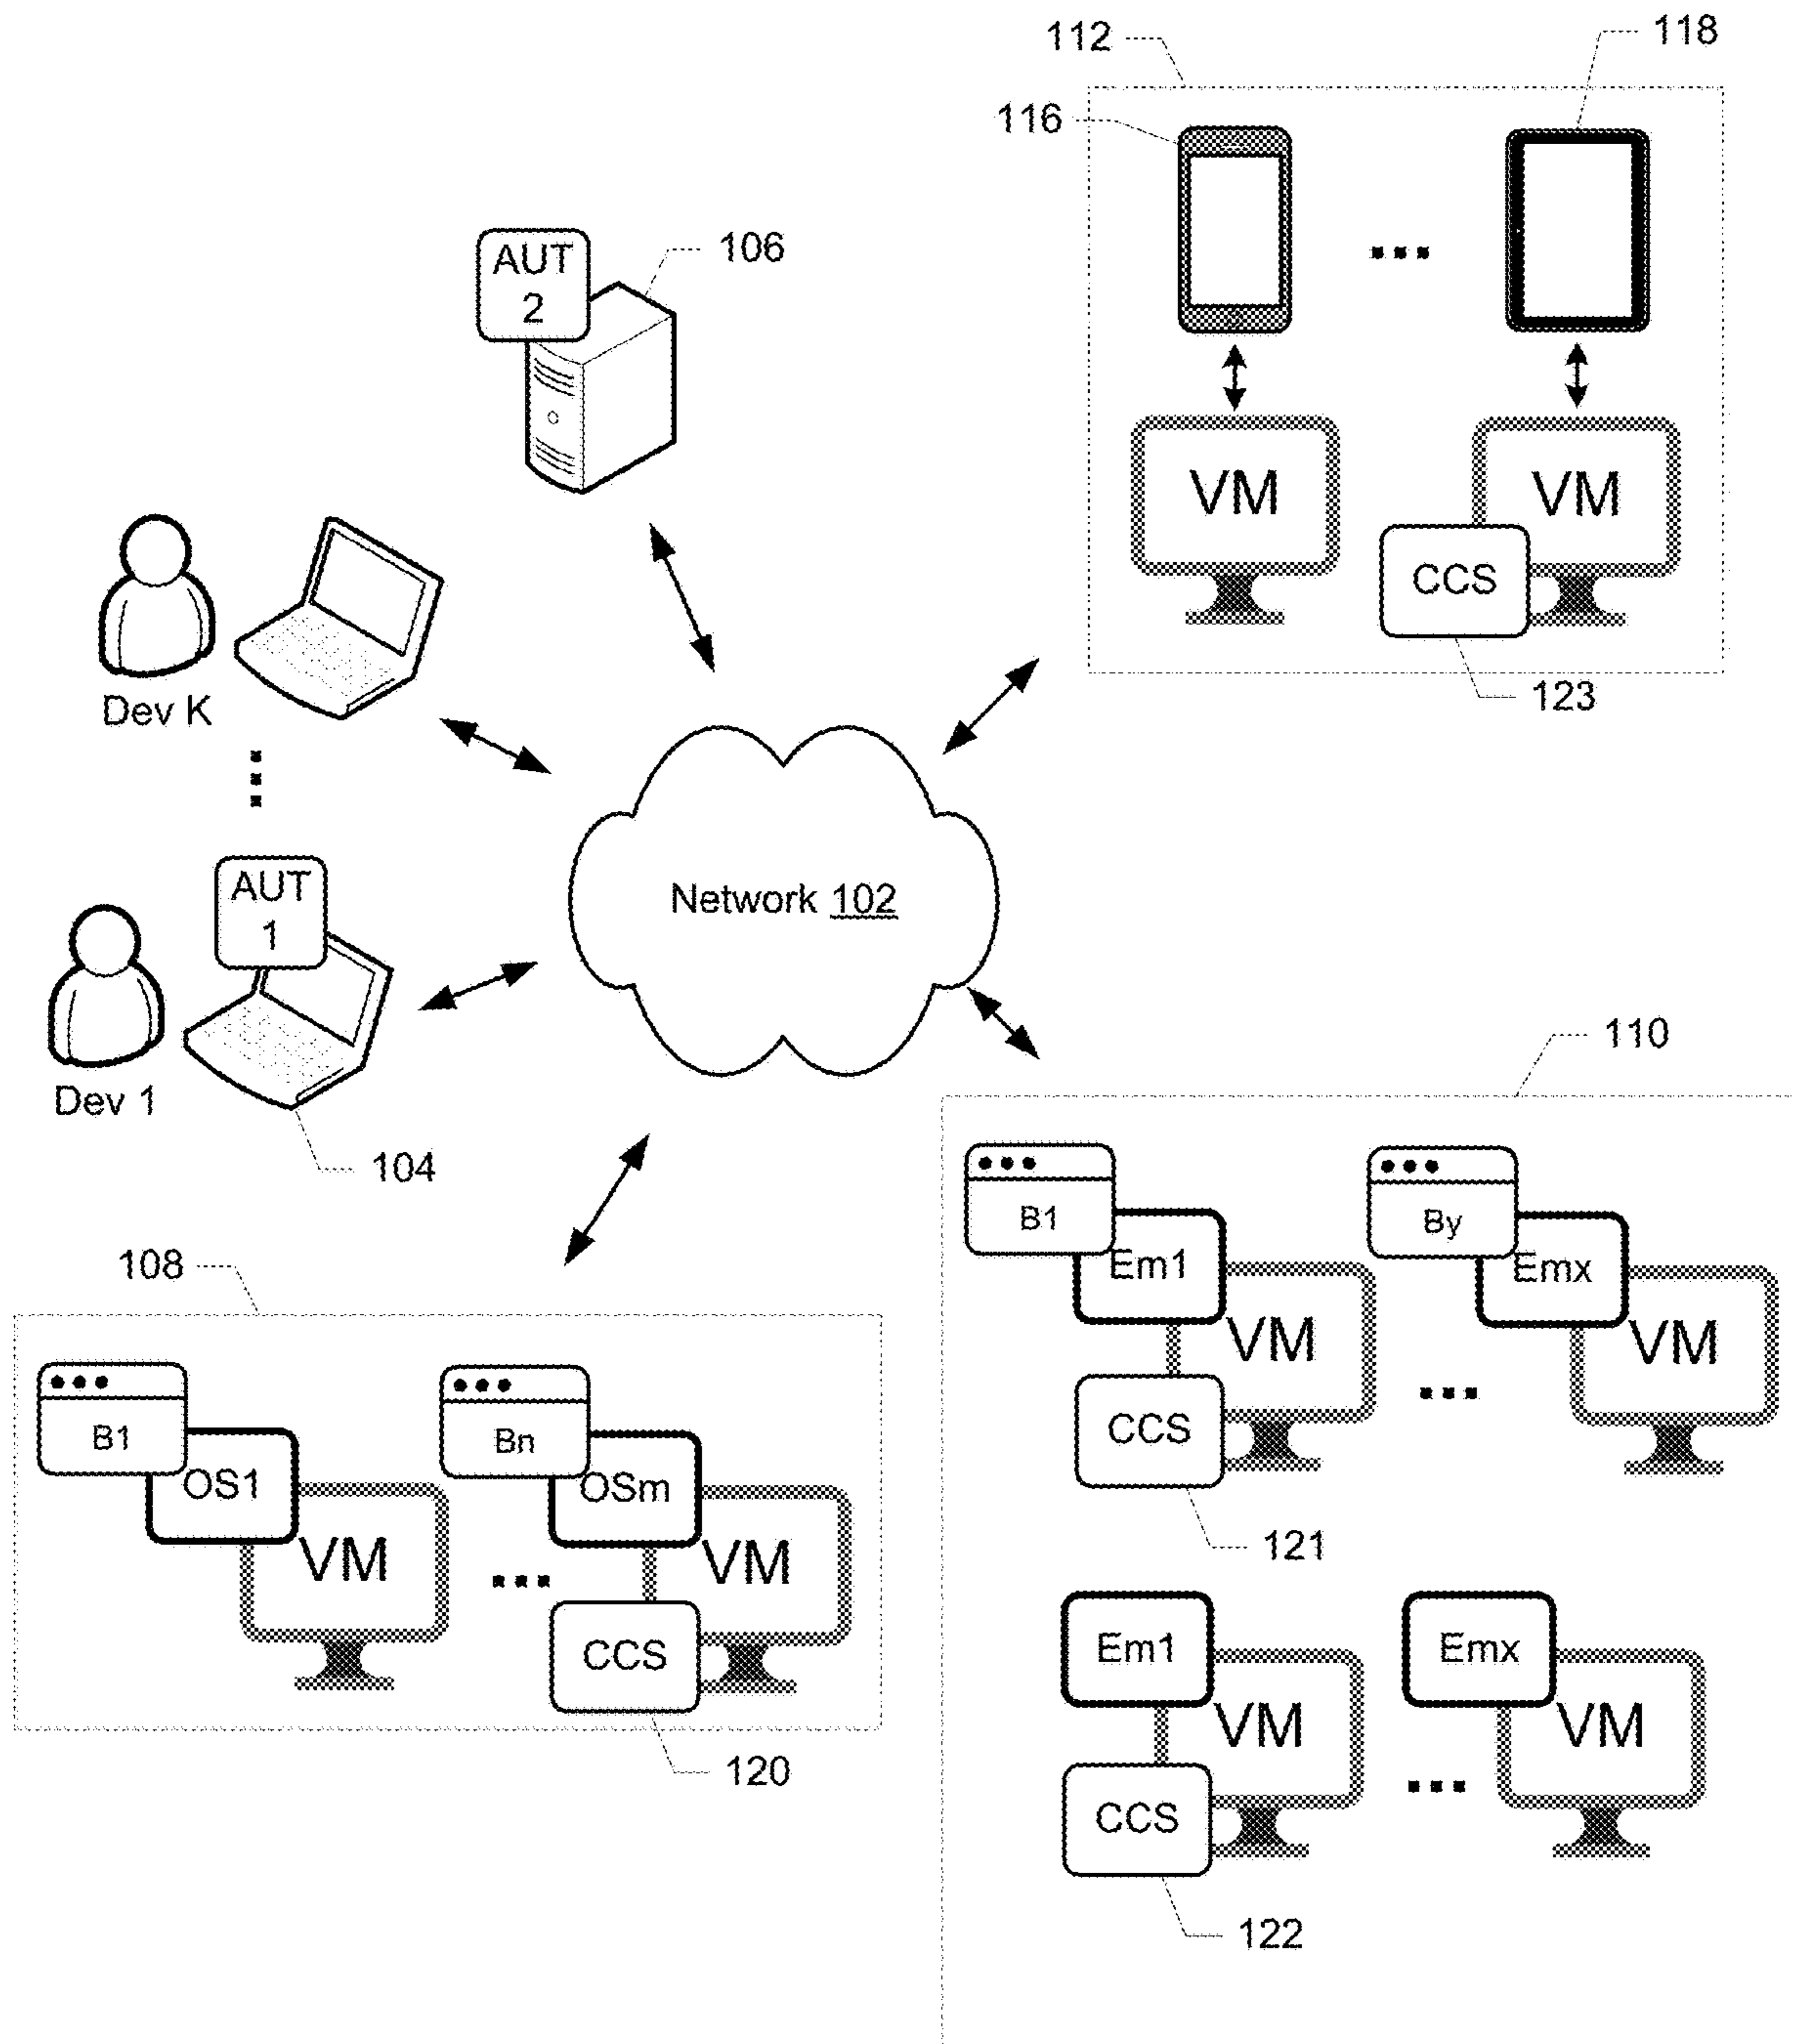 112
118
116
AUT
2
106
VM
VM
CCS
123
Dev K
AUT
1
Dev 1
104
Network 102
110
B1
Em1
VM
CCS
121
By
Emx
VM
108
B1
OS1
VM
Bn
OSm
VM
CCS
120
Em1
VM
CCS
122
Emx
VM